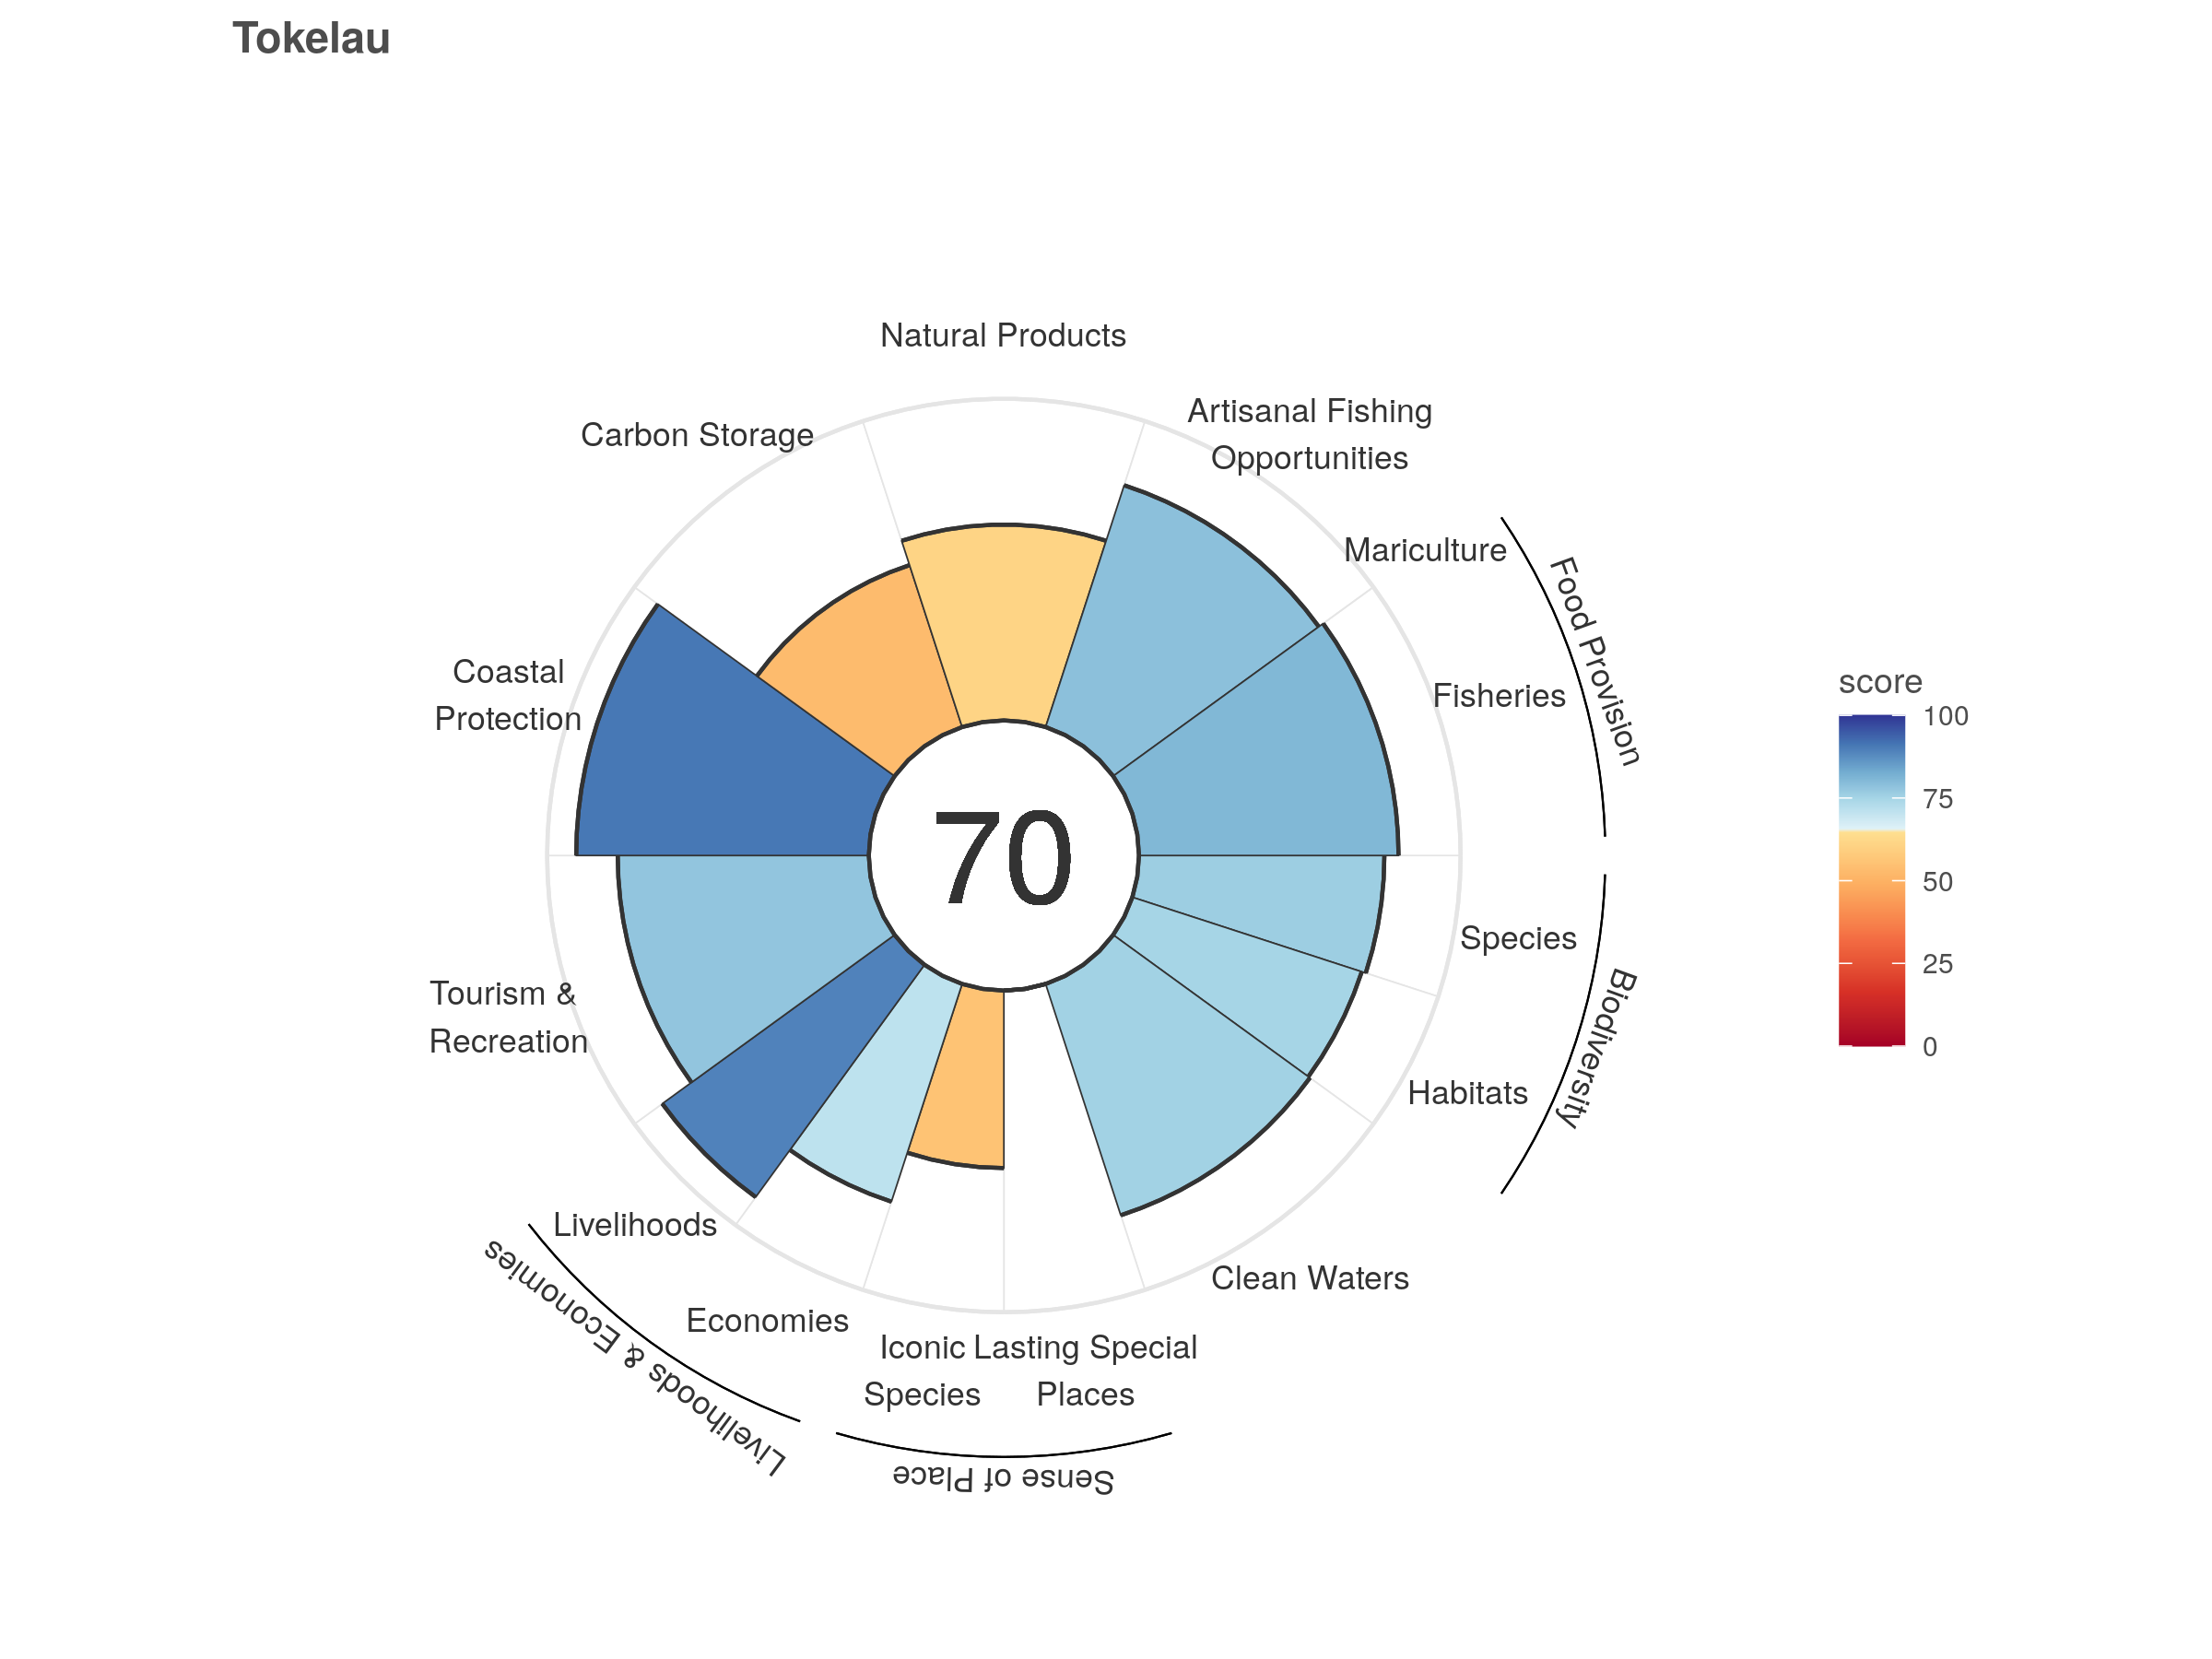 Tokelau
Natural Products
Artisanal Fishing
Opportunities
Carbon Storage
Mariculture
Food Provision
Fisheries
Coastal
Protection
score
100
75
50
25
0
70
Species
Biodiversity
Tourism &
Recreation
Habitats
Livelihoods
Livelihoods & Economies
Clean Waters
Economies
Iconic
Species
Lasting Special
Places
Sense of Place